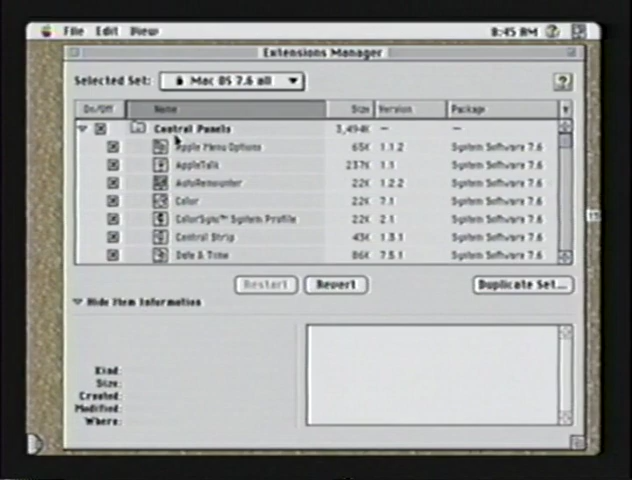 File Edit View 8:45 AM
Extensions Manager
Selected Set: Mac OS 7.6 all
?
On/Off Name Size Version Package
Control Panels 3,494K – –
Apple Menu Options 65K 1.1.2 System Software 7.6
AppleTalk 237K 1.1 System Software 7.6
AutoRemounter 22K 1.2.2 System Software 7.6
Color 22K 7.1 System Software 7.6
ColorSync™ System Profile 22K 2.1 System Software 7.6
Control Strip 43K 1.3.1 System Software 7.6
Date & Time 86K 7.5.1 System Software 7.6
Restart Revert Duplicate Set...
Hide Item Information
Kind:
Size:
Created:
Modified:
Where: